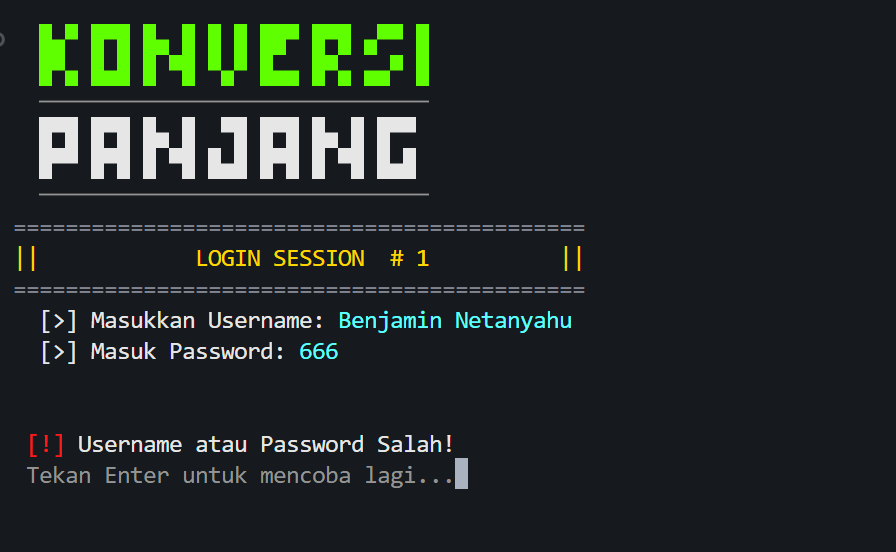 KONVERSI
PANJANG
============================================
|| LOGIN SESSION # 1 ||
============================================
[>] Masukkan Username: Benjamin Netanyahu
[>] Masuk Password: 666
[!] Username atau Password Salah!
Tekan Enter untuk mencoba lagi...